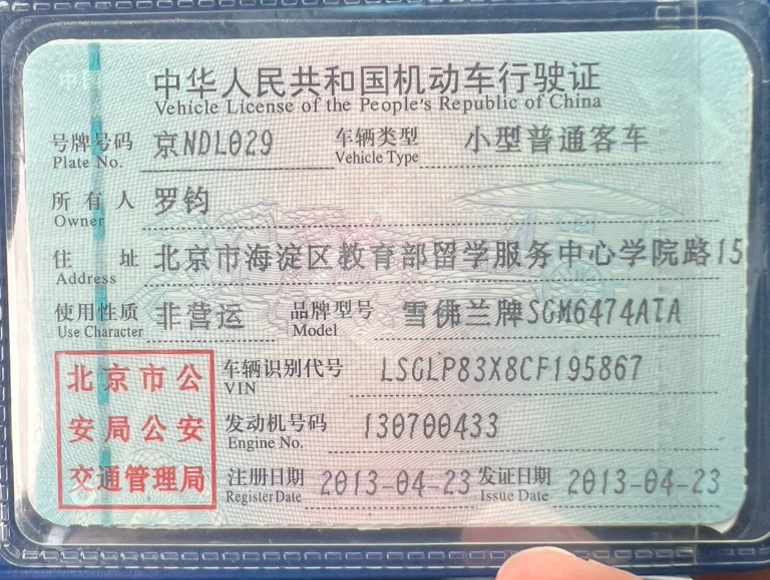 中华人民共和国机动车行驶证
Vehicle License of the People's Republic of China
号牌号码 京NDL029 车辆类型 小型普通客车
Plate No. Vehicle Type
所有人 罗钧
Owner
住址 北京市海淀区教育部留学服务中心学院路15
Address
使用性质 非营运 品牌型号 雪佛兰牌SGM6474ATA
Use Character Model
北京市公安局公安交通管理局
车辆识别代号 LSGLP83X8CF195867
VIN
发动机号码 130700433
Engine No.
注册日期 2013-04-23 发证日期 2013-04-23
Register Date Issue Date